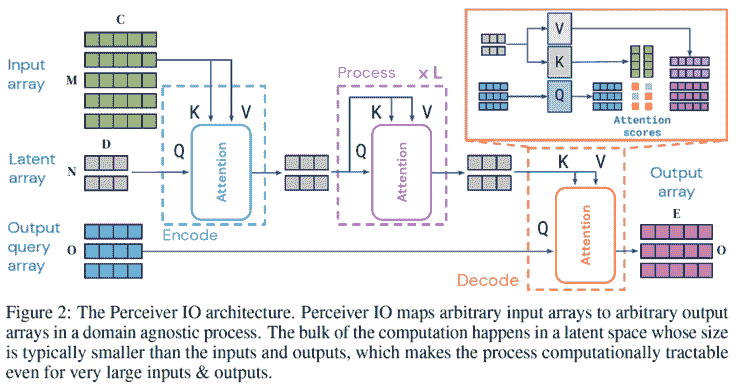 C
Input
array
M
Process
x L
K
V
K
V
D
Latent
array
N
Q
Attention
Q
Attention
Encode
Output
query
array
O
Q
K
V
Attention
Decode
Output
array
E
O
V
K
Q
Attention
scores
Figure 2: The Perceiver IO architecture. Perceiver IO maps arbitrary input arrays to arbitrary output
arrays in a domain agnostic process. The bulk of the computation happens in a latent space whose size
is typically smaller than the inputs and outputs, which makes the process computationally tractable
even for very large inputs & outputs.